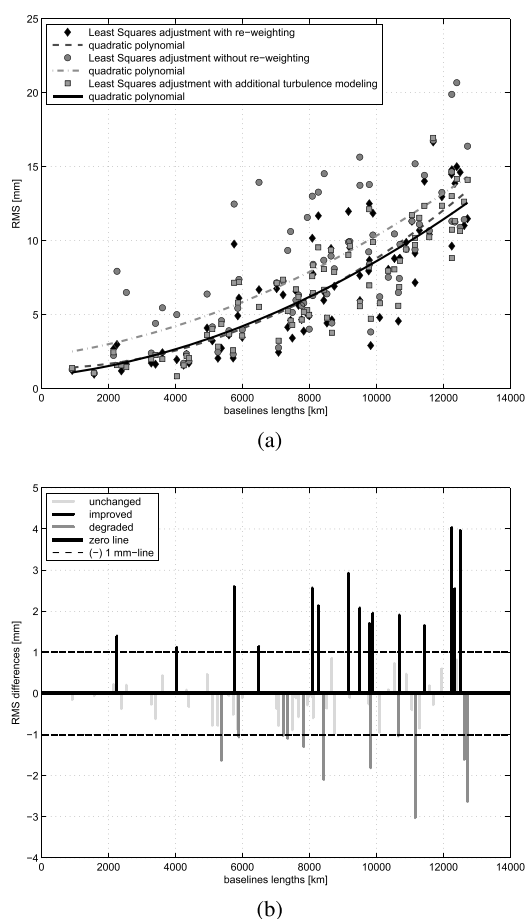 25
20
15
10
5
0
RMS [mm]
Least Squares adjustment with re-weighting
quadratic polynomial
Least Squares adjustment without re-weighting
quadratic polynomial
Least Squares adjustment with additional turbulence modeling
quadratic polynomial
0 2000 4000 6000 8000 10000 12000 14000
baselines lengths [km]
(a)
5
4
3
2
1
0
−1
−2
−3
−4
RMS differences [mm]
unchanged
improved
degraded
zero line
(−) 1 mm−line
0 2000 4000 6000 8000 10000 12000 14000
baselines lengths [km]
(b)